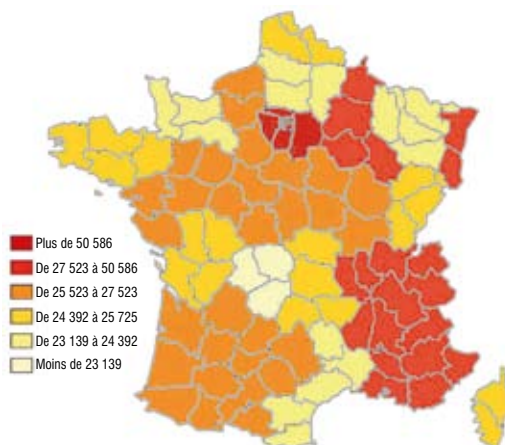 Plus de 50 586
De 27 523 à 50 586
De 25 523 à 27 523
De 24 392 à 25 725
De 23 139 à 24 392
Moins de 23 139